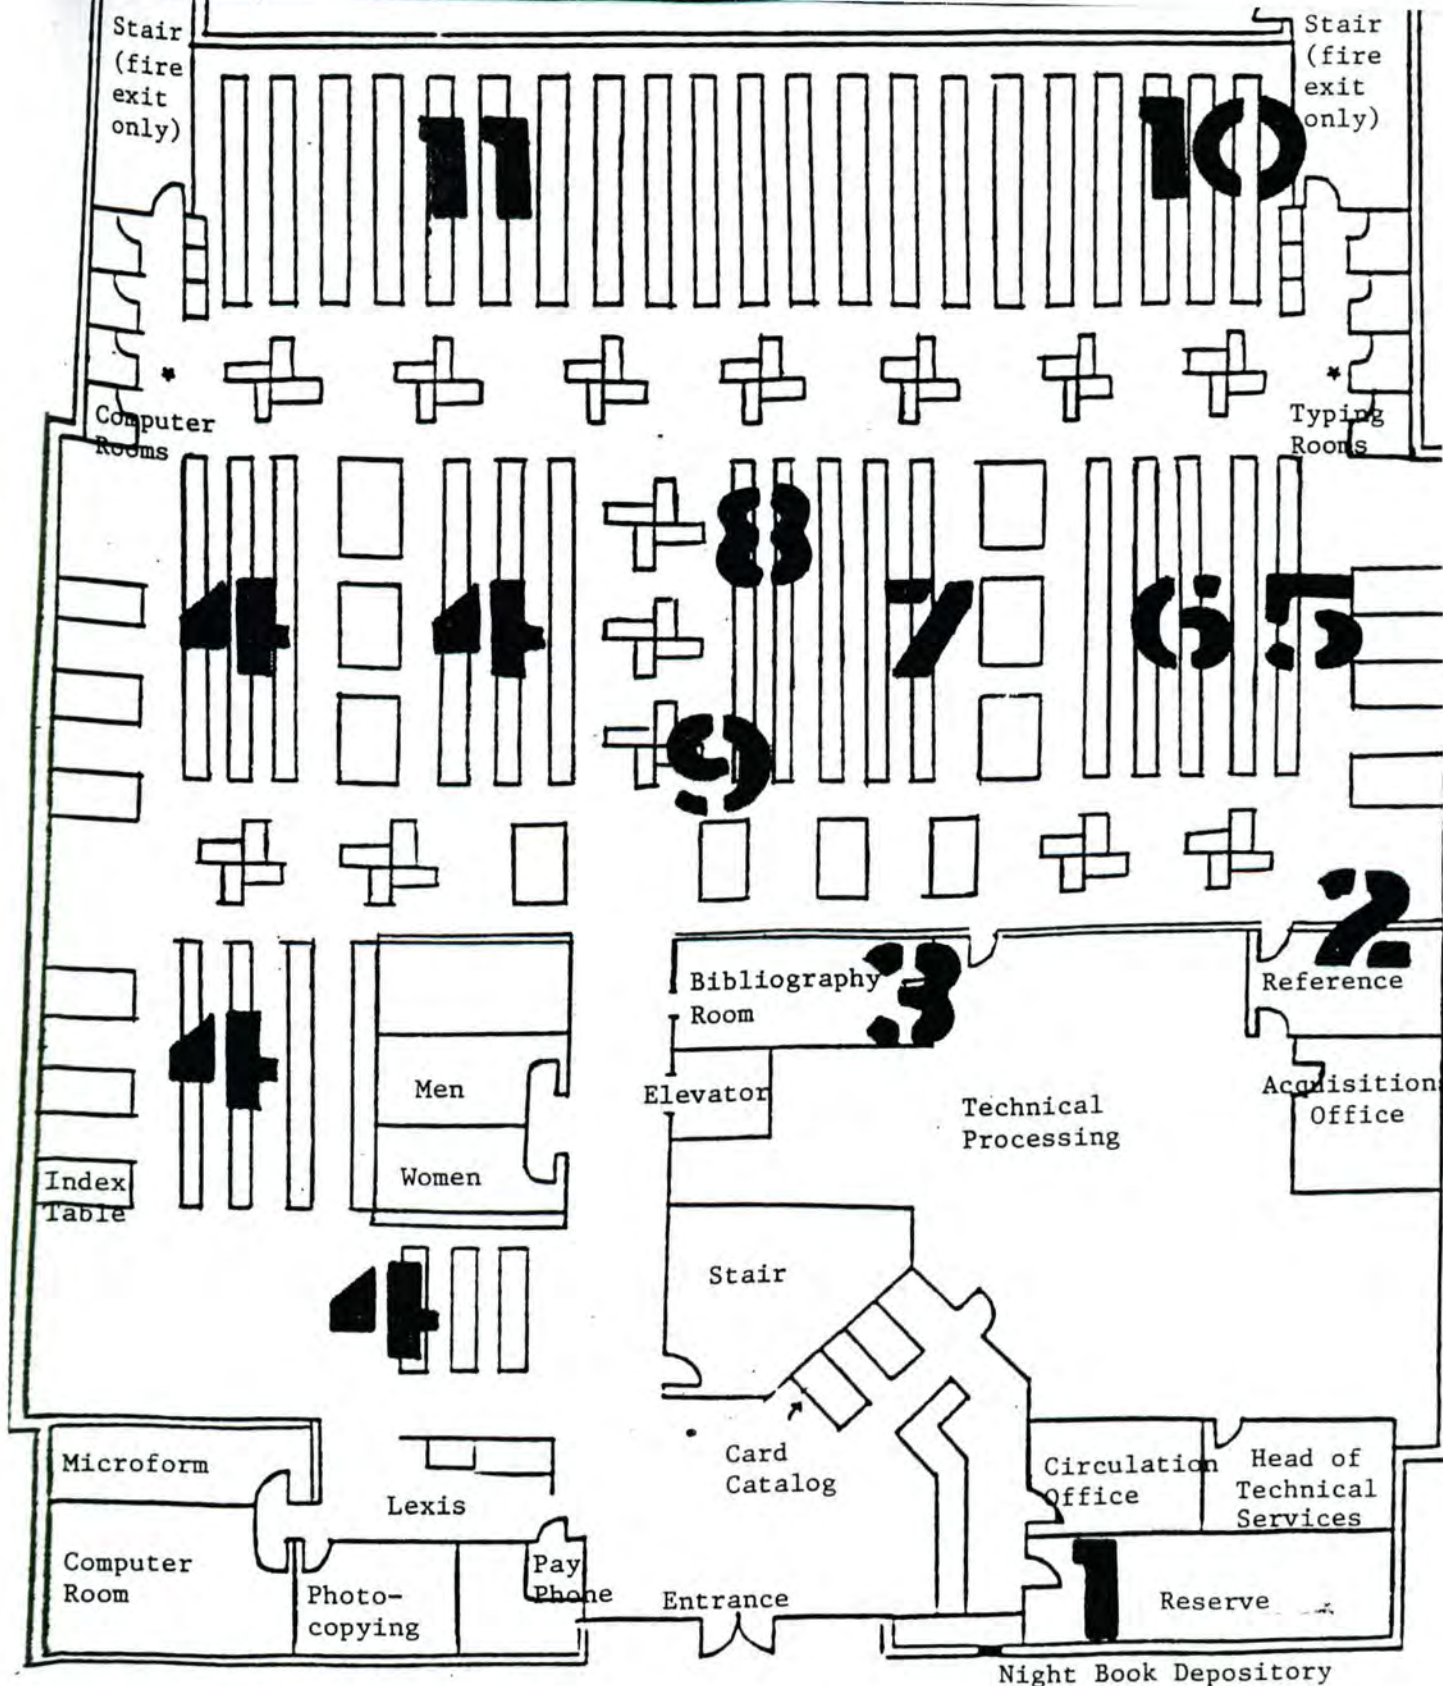 Stair
(fire
exit
only)
Stair
(fire
exit
only)
11
10
Computer
Rooms
Typing
Rooms
8
4
4
7
6
5
9
2
3
Bibliography
Room
Reference
4
Men
Elevator
Technical
Processing
Acquisitions
Office
Women
Index
Table
4
Stair
Microform
Lexis
Card
Catalog
Circulation
Office
Head of
Technical
Services
Computer
Room
Photo-
copying
Pay
Phone
Entrance
1
Reserve
Night Book Depository